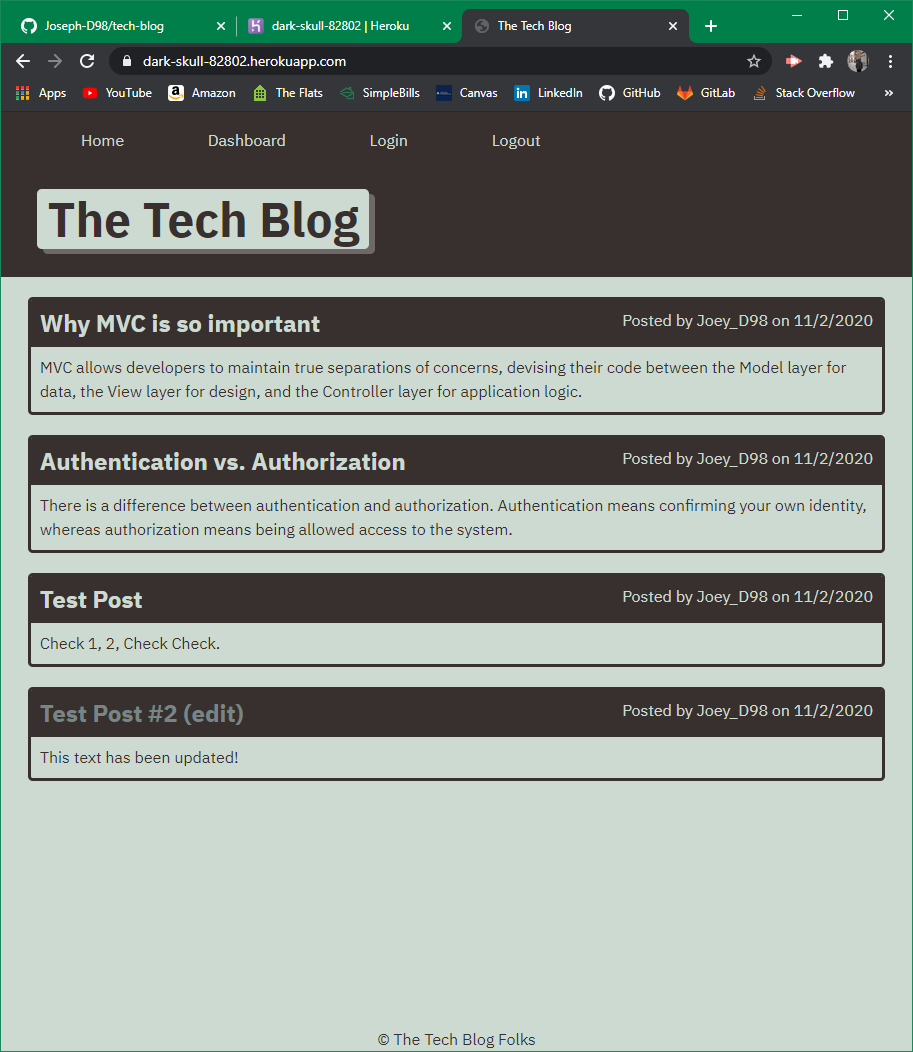 Joseph-D98/tech-blog
dark-skull-82802 | Heroku
The Tech Blog
dark-skull-82802.herokuapp.com
Apps YouTube Amazon The Flats SimpleBills Canvas LinkedIn GitHub GitLab Stack Overflow »
Home Dashboard Login Logout
The Tech Blog
Why MVC is so important Posted by Joey_D98 on 11/2/2020
MVC allows developers to maintain true separations of concerns, devising their code between the Model layer for
data, the View layer for design, and the Controller layer for application logic.
Authentication vs. Authorization Posted by Joey_D98 on 11/2/2020
There is a difference between authentication and authorization. Authentication means confirming your own identity,
whereas authorization means being allowed access to the system.
Test Post Posted by Joey_D98 on 11/2/2020
Check 1, 2, Check Check.
Test Post #2 (edit) Posted by Joey_D98 on 11/2/2020
This text has been updated!
© The Tech Blog Folks